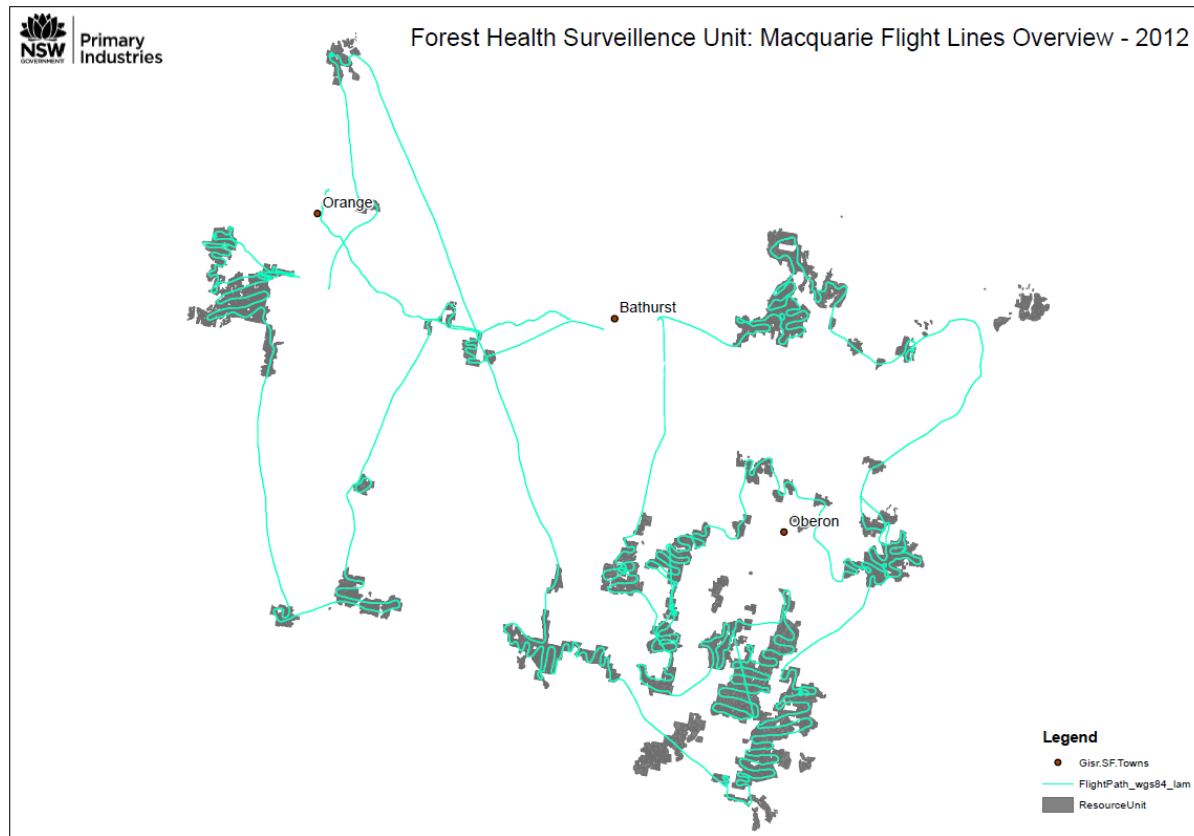 NSW
GOVERNMENT
Primary
Industries
Forest Health Surveillence Unit: Macquarie Flight Lines Overview - 2012
Orange
Bathurst
Oberon
Legend
Gisr.SF.Towns
FlightPath_wgs84_lam
ResourceUnit